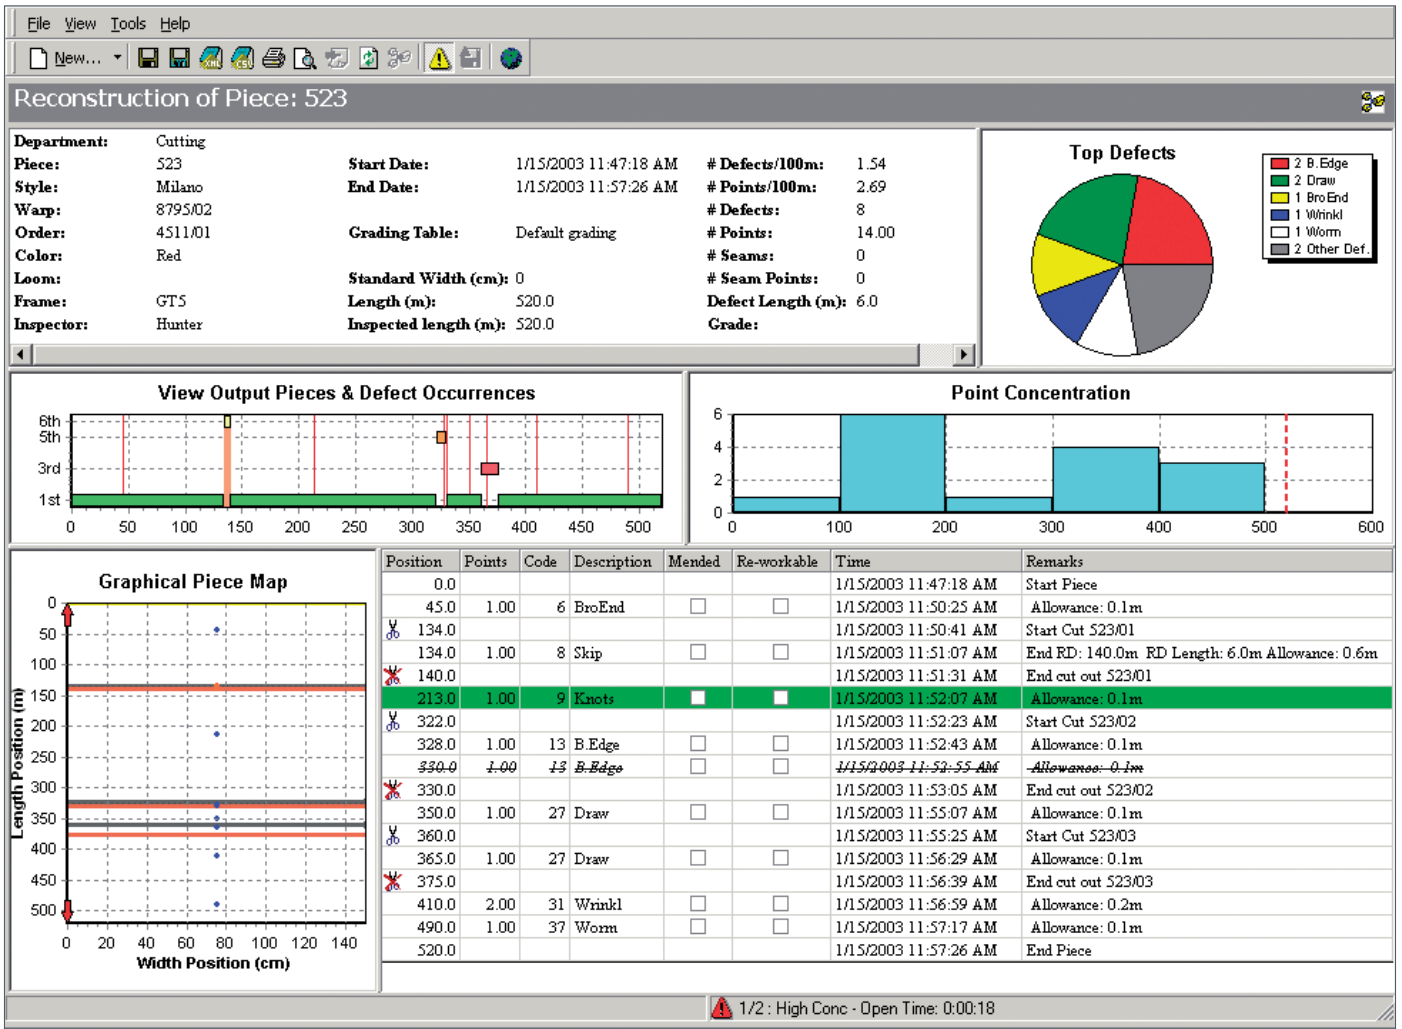 File View Tools Help
New...
XML CSV
Reconstruction of Piece: 523
Department: Cutting
Piece: 523 Start Date: 1/15/2003 11:47:18 AM # Defects/100m: 1.54
Style: Milano End Date: 1/15/2003 11:57:26 AM # Points/100m: 2.69
Warp: 8795/02 # Defects: 8
Order: 4511/01 Grading Table: Default grading # Points: 14.00
Color: Red # Seams: 0
Loom: Standard Width (cm): 0 # Seam Points: 0
Frame: GT5 Length (m): 520.0 Defect Length (m): 6.0
Inspector: Hunter Inspected length (m): 520.0 Grade:
Top Defects
2 B.Edge
2 Draw
1 BroEnd
1 Wrinkl
1 Worm
2 Other Def.
View Output Pieces & Defect Occurrences
6th
5th
3rd
1st
0 50 100 150 200 250 300 350 400 450 500
Point Concentration
6
4
2
0
0 100 200 300 400 500 600
Graphical Piece Map
Length Position (m)
0
50
100
150
200
250
300
350
400
450
500
0 20 40 60 80 100 120 140
Width Position (cm)
Position Points Code Description Mended Re-workable Time Remarks
0.0 1/15/2003 11:47:18 AM Start Piece
45.0 1.00 6 BroEnd 1/15/2003 11:50:25 AM Allowance: 0.1m
134.0 1/15/2003 11:50:41 AM Start Cut 523/01
134.0 1.00 8 Skip 1/15/2003 11:51:07 AM End RD: 140.0m RD Length: 6.0m Allowance: 0.6m
140.0 1/15/2003 11:51:31 AM End cut out 523/01
213.0 1.00 9 Knots 1/15/2003 11:52:07 AM Allowance: 0.1m
322.0 1/15/2003 11:52:23 AM Start Cut 523/02
328.0 1.00 13 B.Edge 1/15/2003 11:52:43 AM Allowance: 0.1m
330.0 1.00 13 B.Edge 1/15/2003 11:52:55 AM Allowance: 0.1m
330.0 1/15/2003 11:53:05 AM End cut out 523/02
350.0 1.00 27 Draw 1/15/2003 11:55:07 AM Allowance: 0.1m
360.0 1/15/2003 11:55:25 AM Start Cut 523/03
365.0 1.00 27 Draw 1/15/2003 11:56:29 AM Allowance: 0.1m
375.0 1/15/2003 11:56:39 AM End cut out 523/03
410.0 2.00 31 Wrinkl 1/15/2003 11:56:59 AM Allowance: 0.2m
490.0 1.00 37 Worm 1/15/2003 11:57:17 AM Allowance: 0.1m
520.0 1/15/2003 11:57:26 AM End Piece
1/2 : High Conc - Open Time: 0:00:18